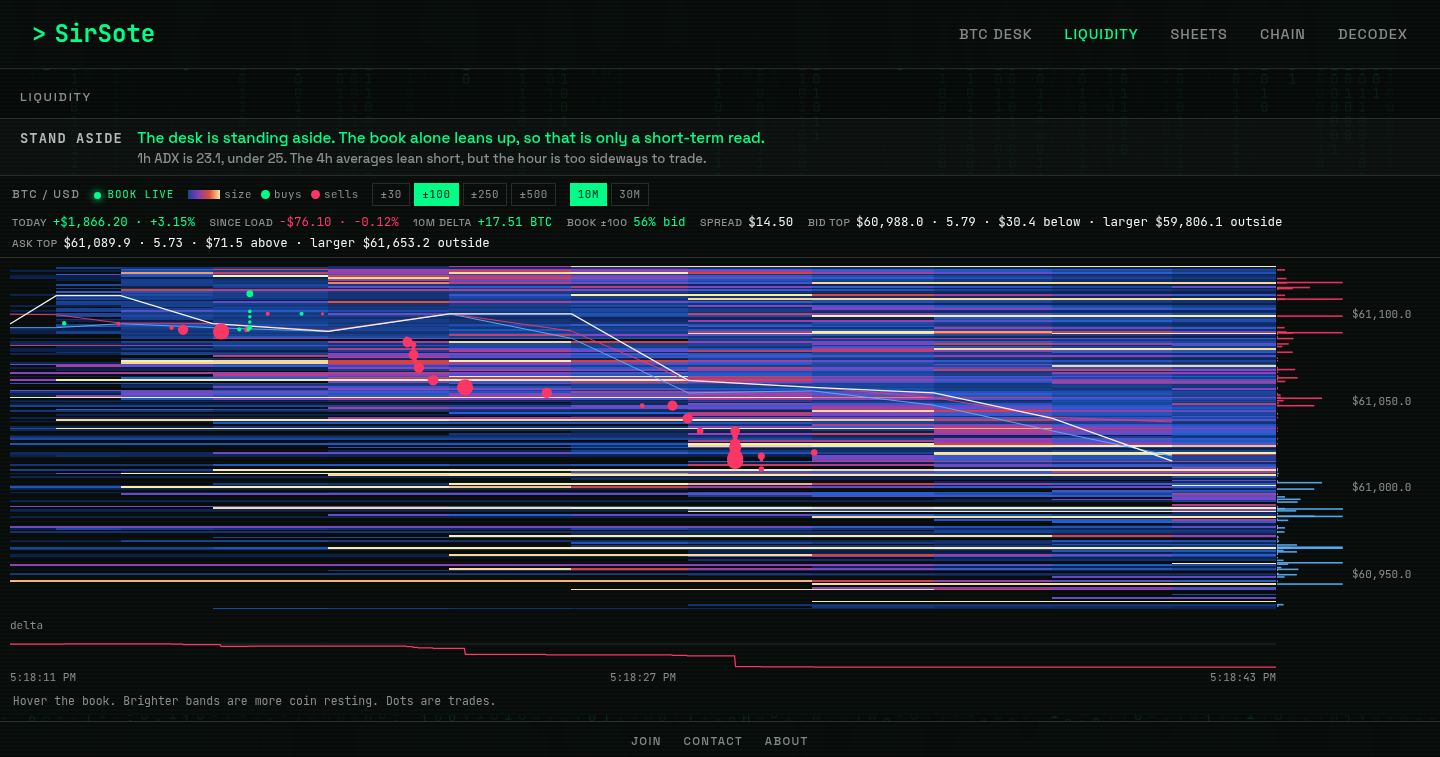 > SirSote
BTC DESK LIQUIDITY SHEETS CHAIN DECODEX
LIQUIDITY
STAND ASIDE The desk is standing aside. The book alone leans up, so that is only a short-term read.
1h ADX is 23.1, under 25. The 4h averages lean short, but the hour is too sideways to trade.
BTC / USD BOOK LIVE size buys sells ±30 ±100 ±250 ±500 10M 30M
TODAY +$1,866.20 · +3.15% SINCE LOAD -$76.10 · -0.12% 10M DELTA +17.51 BTC BOOK ±100 56% bid SPREAD $14.50 BID TOP $60,988.0 · 5.79 · $30.4 below · larger $59,806.1 outside
ASK TOP $61,089.9 · 5.73 · $71.5 above · larger $61,653.2 outside
$61,100.0
$61,050.0
$61,000.0
$60,950.0
delta
5:18:11 PM 5:18:27 PM 5:18:43 PM
Hover the book. Brighter bands are more coin resting. Dots are trades.
JOIN CONTACT ABOUT